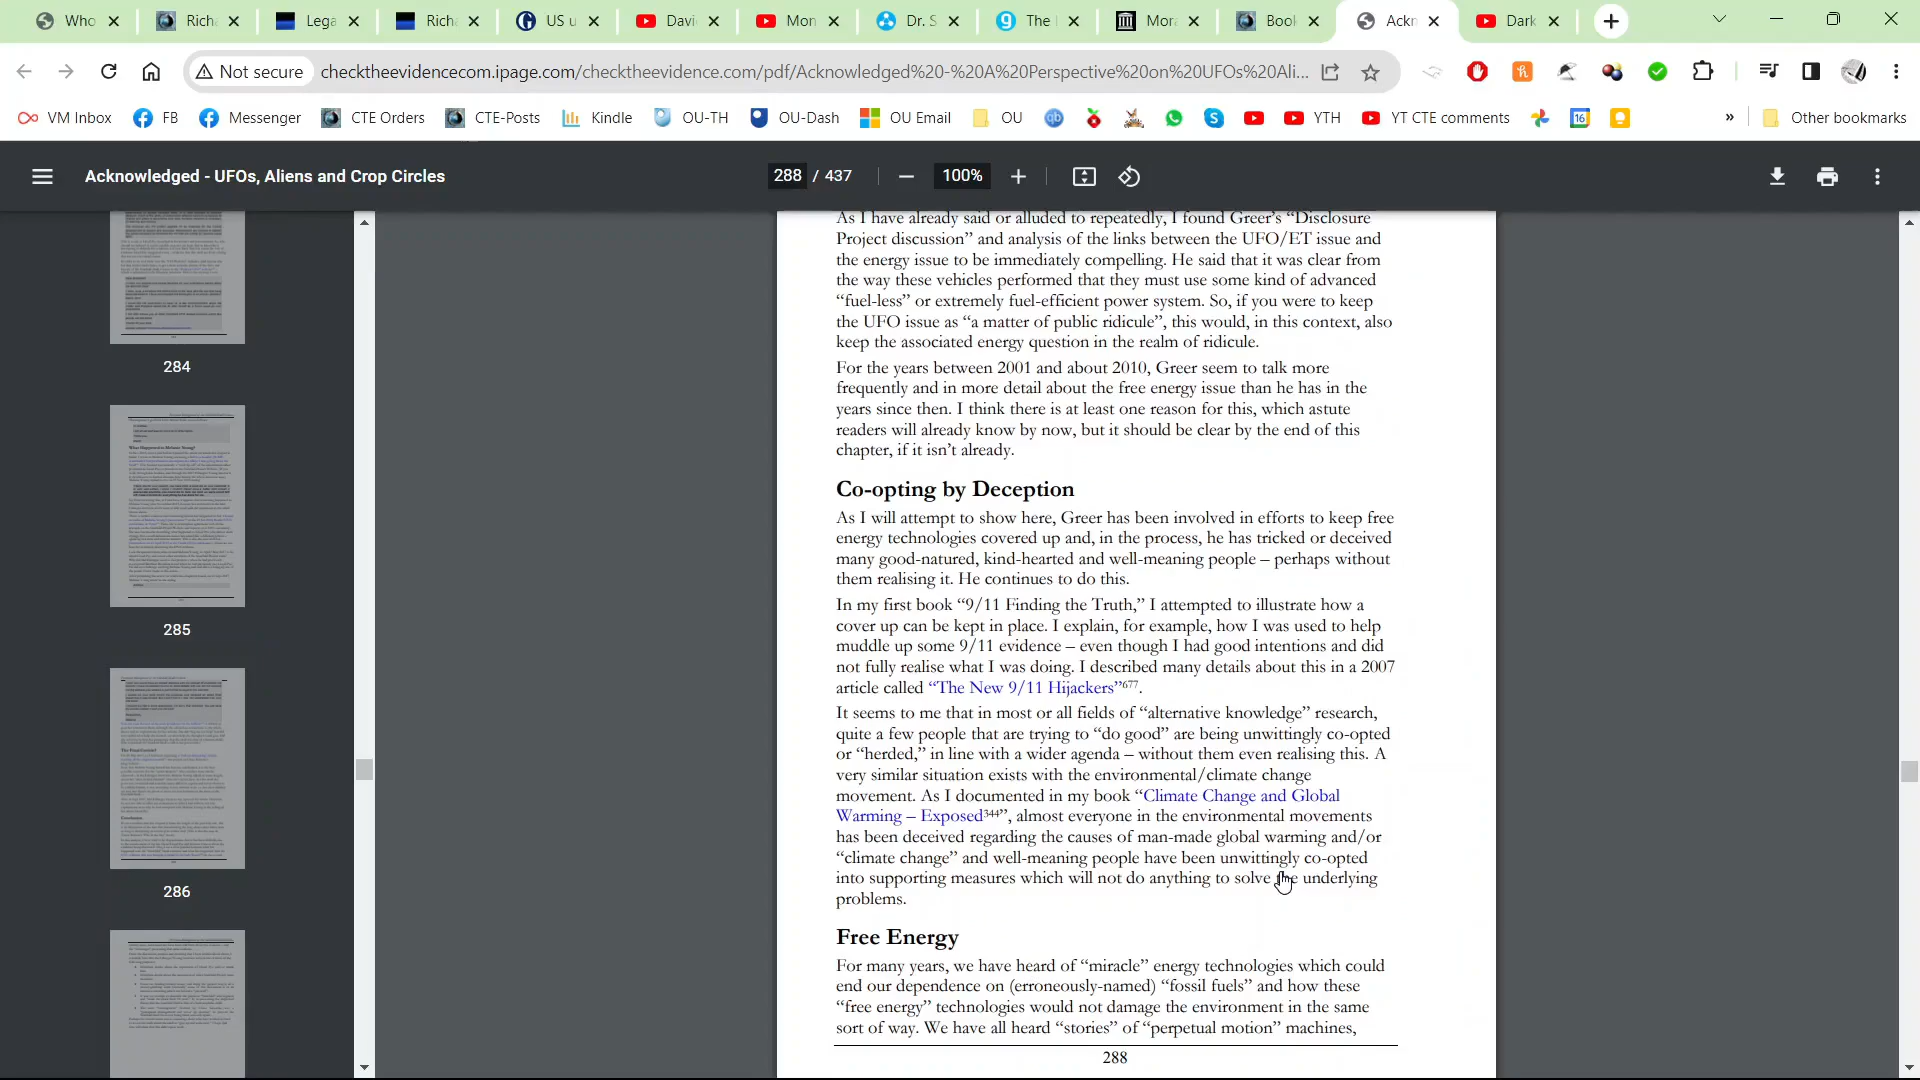 Who
Rich
Lega
Rich
US u
Davi
Mon
Dr. S
The
Mora
Book
Ackn
Dark
Not secure
checktheevidencecom.ipage.com/checktheevidence.com/pdf/Acknowledged%20-%20A%20Perspective%20on%20UFOs%20Ali...
VM Inbox
FB
Messenger
CTE Orders
CTE-Posts
Kindle
OU-TH
OU-Dash
OU Email
OU
YTH
YT CTE comments
16
»
Other bookmarks
Acknowledged - UFOs, Aliens and Crop Circles
288 / 437
100%
284
285
286
As I have already said or alluded to repeatedly, I found Greer's “Disclosure
Project discussion” and analysis of the links between the UFO/ET issue and
the energy issue to be immediately compelling. He said that it was clear from
the way these vehicles performed that they must use some kind of advanced
“fuel-less” or extremely fuel-efficient power system. So, if you were to keep
the UFO issue as “a matter of public ridicule”, this would, in this context, also
keep the associated energy question in the realm of ridicule.
For the years between 2001 and about 2010, Greer seem to talk more
frequently and in more detail about the free energy issue than he has in the
years since then. I think there is at least one reason for this, which astute
readers will already know by now, but it should be clear by the end of this
chapter, if it isn't already.
Co-opting by Deception
As I will attempt to show here, Greer has been involved in efforts to keep free
energy technologies covered up and, in the process, he has tricked or deceived
many good-natured, kind-hearted and well-meaning people – perhaps without
them realising it. He continues to do this.
In my first book “9/11 Finding the Truth,” I attempted to illustrate how a
cover up can be kept in place. I explain, for example, how I was used to help
muddle up some 9/11 evidence – even though I had good intentions and did
not fully realise what I was doing. I described many details about this in a 2007
article called “The New 9/11 Hijackers”677.
It seems to me that in most or all fields of “alternative knowledge” research,
quite a few people that are trying to “do good” are being unwittingly co-opted
or “herded,” in line with a wider agenda – without them even realising this. A
very similar situation exists with the environmental/climate change
movement. As I documented in my book “Climate Change and Global
Warming – Exposed344”, almost everyone in the environmental movements
has been deceived regarding the causes of man-made global warming and/or
“climate change” and well-meaning people have been unwittingly co-opted
into supporting measures which will not do anything to solve the underlying
problems.
Free Energy
For many years, we have heard of “miracle” energy technologies which could
end our dependence on (erroneously-named) “fossil fuels” and how these
“free energy” technologies would not damage the environment in the same
sort of way. We have all heard “stories” of “perpetual motion” machines,
288